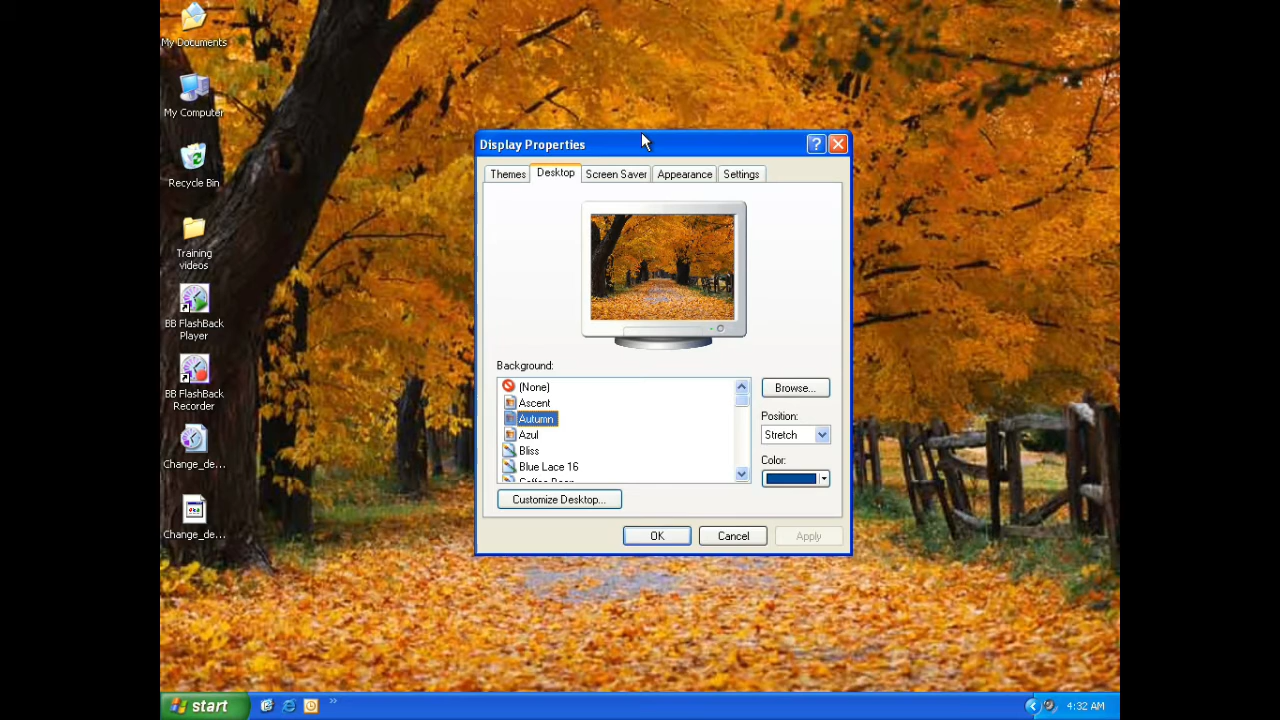 My Documents
My Computer
Recycle Bin
Training
videos
BB FlashBack
Player
BB FlashBack
Recorder
Change_de...
Change_de...
Display Properties
Themes
Desktop
Screen Saver
Appearance
Settings
Background:
(None)
Ascent
Autumn
Azul
Bliss
Blue Lace 16
Browse...
Position:
Stretch
Color:
Customize Desktop...
OK
Cancel
Apply
start
4:32 AM